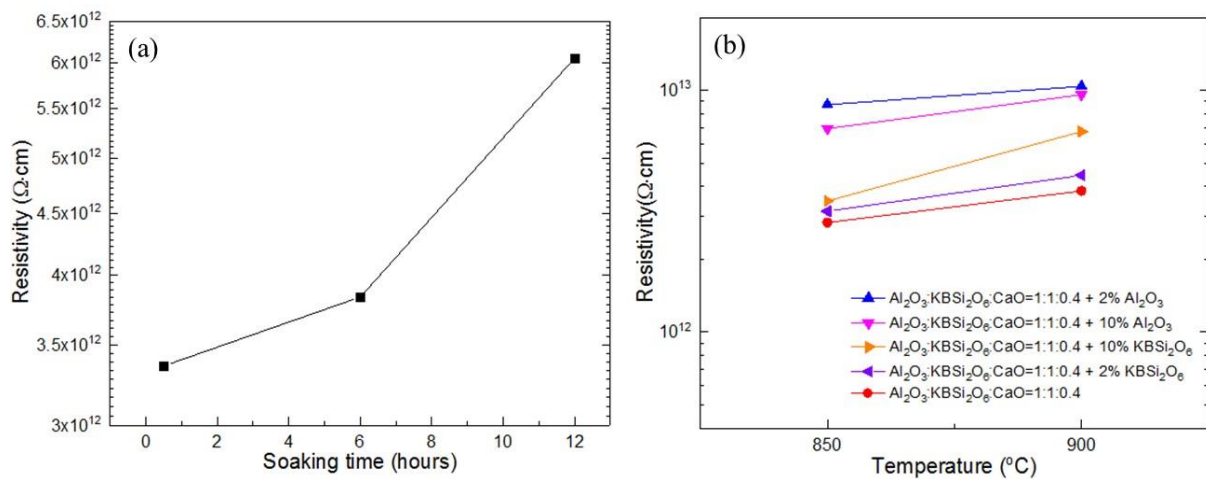 (a)
6.5x10¹²
6x10¹²
5.5x10¹²
5x10¹²
4.5x10¹²
4x10¹²
3.5x10¹²
3x10¹²
Resistivity (Ω·cm)
0 2 4 6 8 10 12
Soaking time (hours)
(b)
10¹³
10¹²
Resistivity(Ω·cm)
Al₂O₃:KBSi₂O₆:CaO=1:1:0.4 + 2% Al₂O₃
Al₂O₃:KBSi₂O₆:CaO=1:1:0.4 + 10% Al₂O₃
Al₂O₃:KBSi₂O₆:CaO=1:1:0.4 + 10% KBSi₂O₆
Al₂O₃:KBSi₂O₆:CaO=1:1:0.4 + 2% KBSi₂O₆
Al₂O₃:KBSi₂O₆:CaO=1:1:0.4
850 900
Temperature (ºC)